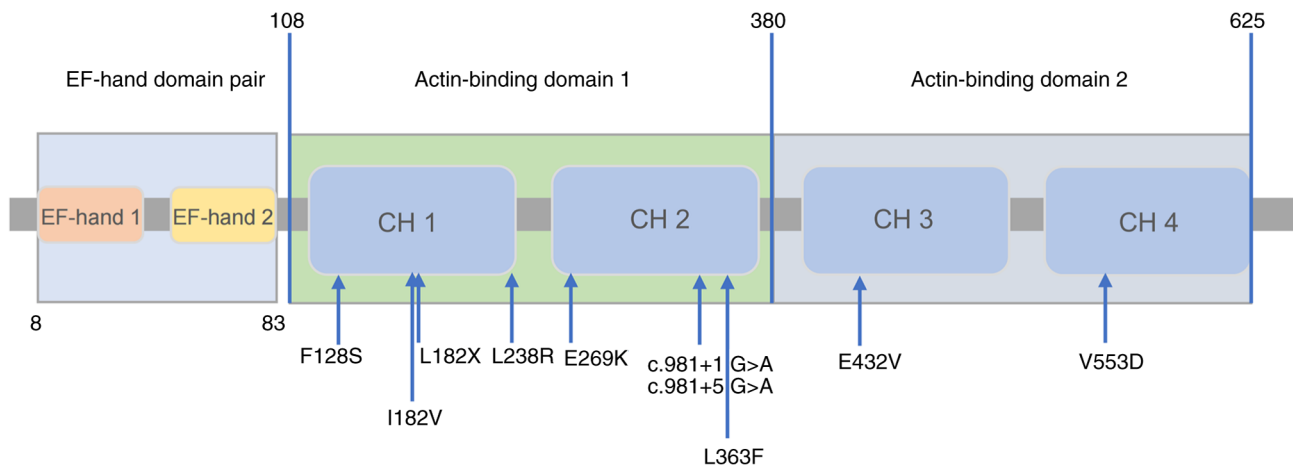 108
380
625
EF-hand domain pair
Actin-binding domain 1
Actin-binding domain 2
EF-hand 1
EF-hand 2
CH 1
CH 2
CH 3
CH 4
8
83
F128S
L182X
L238R
E269K
c.981+1 G>A
c.981+5 G>A
E432V
V553D
I182V
L363F